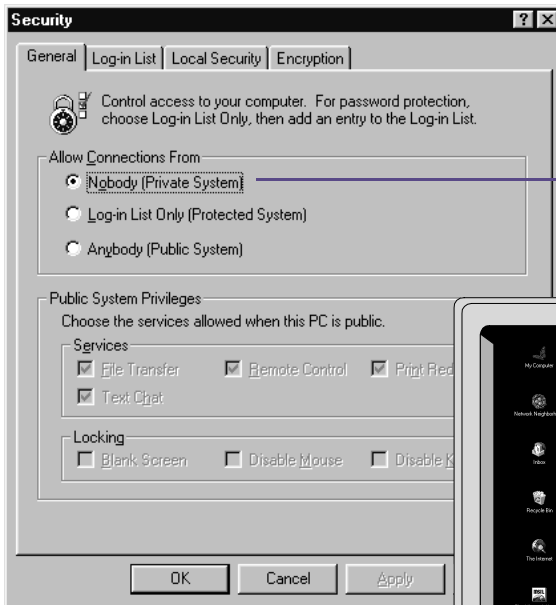 Security
General Log-in List Local Security Encryption
Control access to your computer. For password protection,
choose Log-in List Only, then add an entry to the Log-in List.
Allow Connections From
Nobody (Private System)
Log-in List Only (Protected System)
Anybody (Public System)
Public System Privileges
Choose the services allowed when this PC is public.
Services
File Transfer Remote Control Print Red
Text Chat
Locking
Blank Screen Disable Mouse Disable K
OK Cancel Apply
My Computer
Network Neighborh
Inbox
Recycle Bin
The Internet